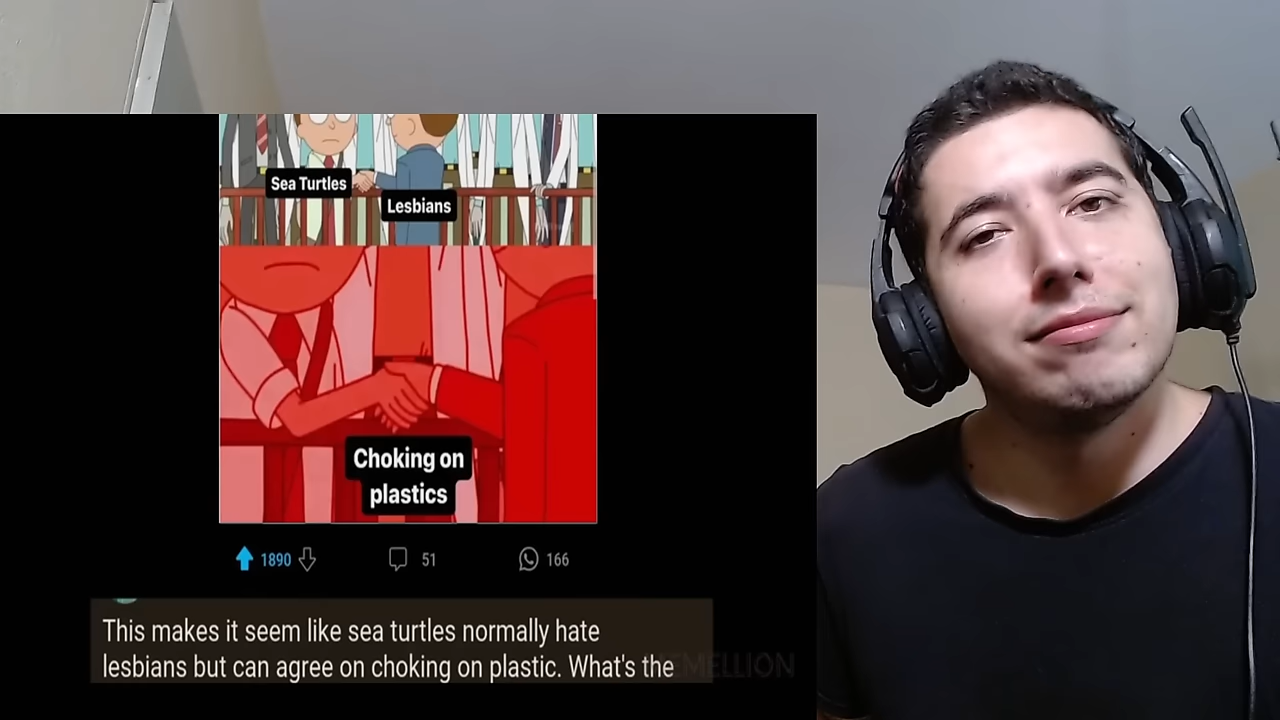 Sea Turtles
Lesbians
Choking on
plastics
1890
51
166
This makes it seem like sea turtles normally hate
lesbians but can agree on choking on plastic. What's the